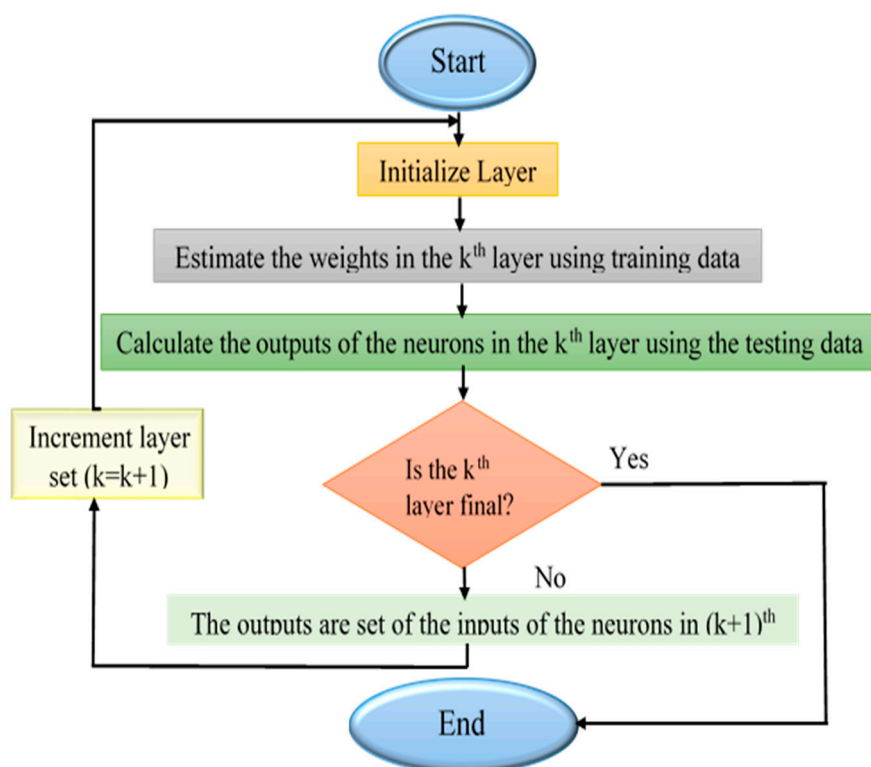 Start
Initialize Layer
Estimate the weights in the kth layer using training data
Calculate the outputs of the neurons in the kth layer using the testing data
Increment layer
set (k=k+1)
Is the kth
layer final?
Yes
No
The outputs are set of the inputs of the neurons in (k+1)th
End